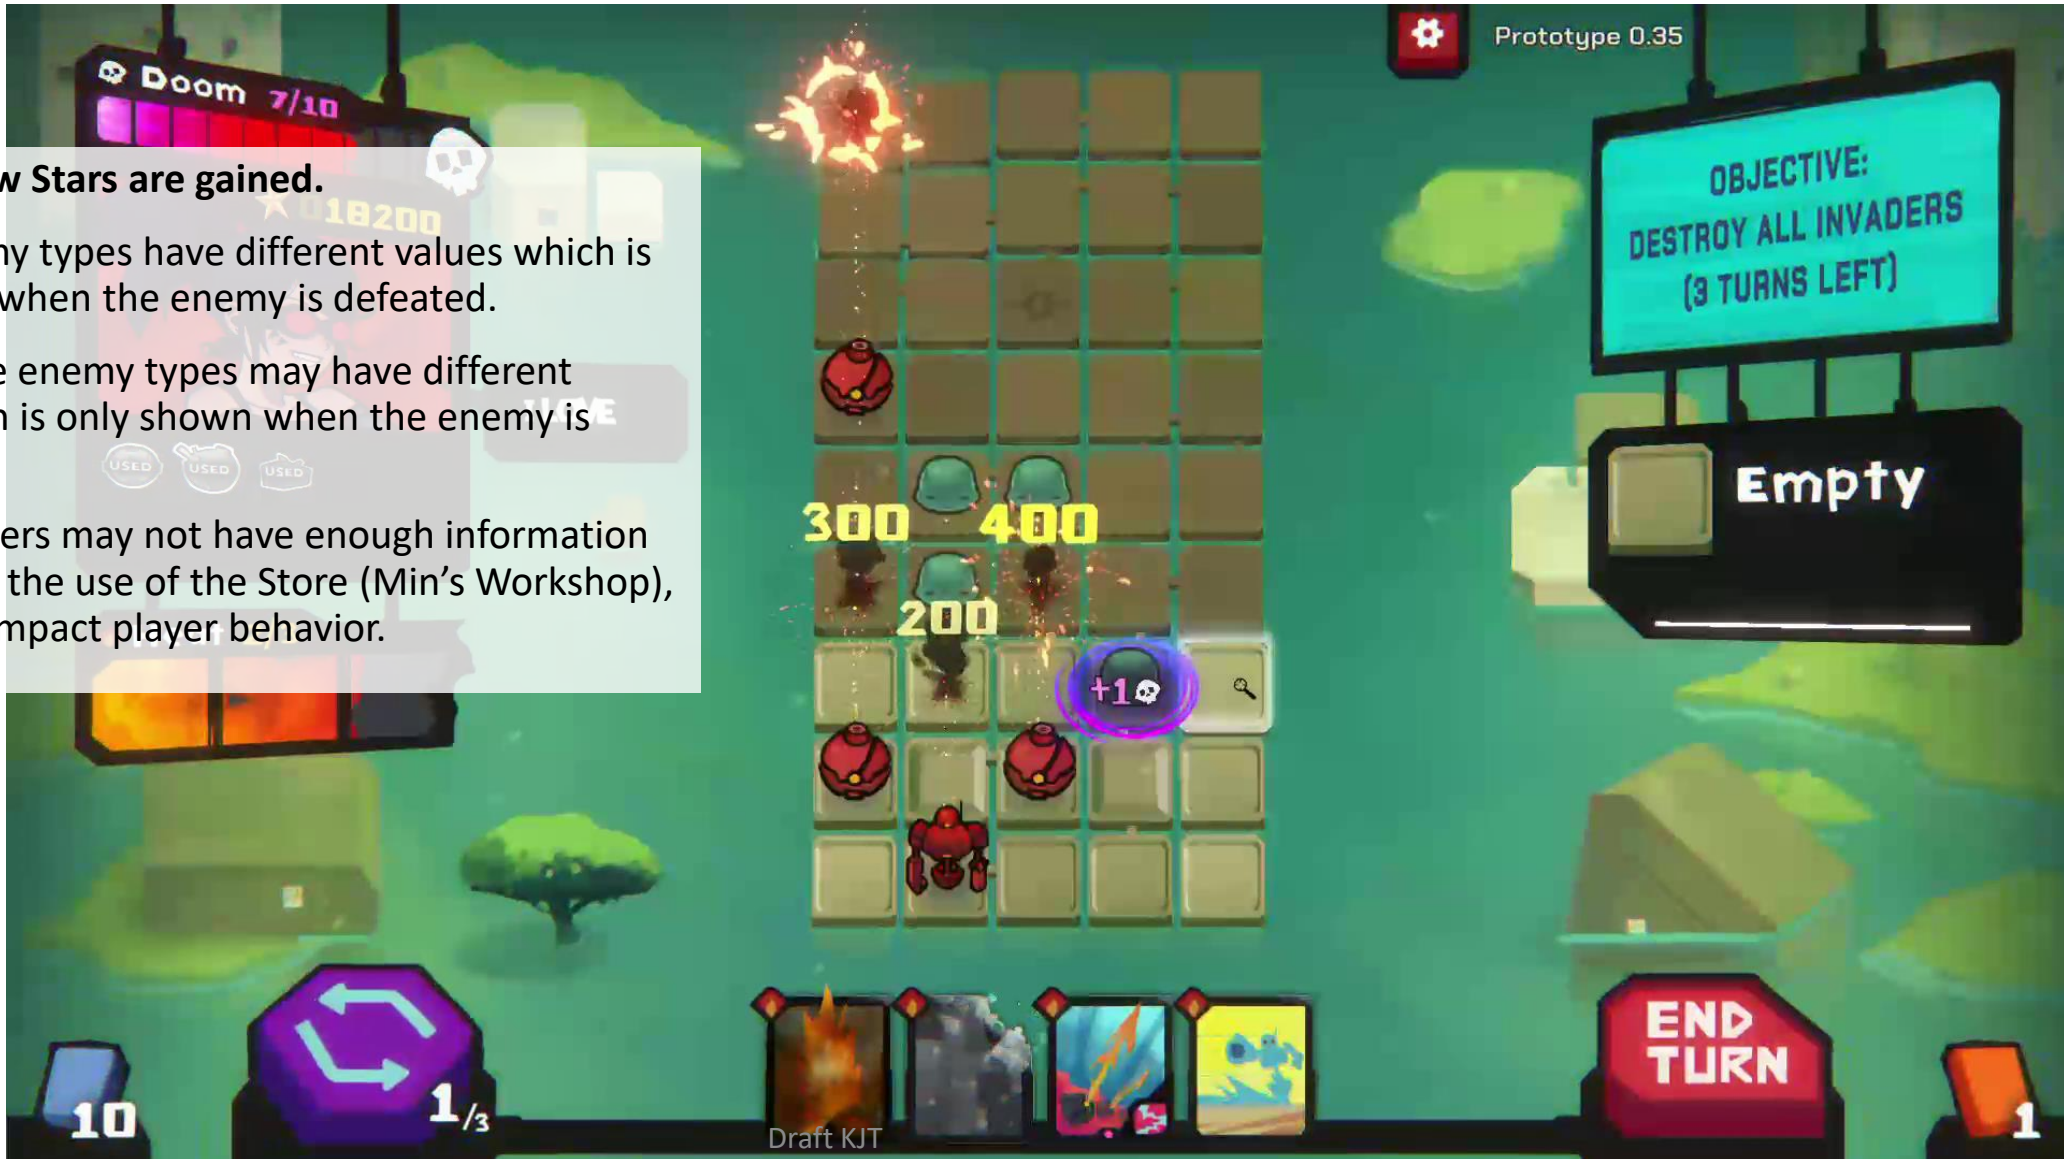 Doom 7/10
Prototype 0.35
w Stars are gained.
018200
ny types have different values which is
when the enemy is defeated.
e enemy types may have different
n is only shown when the enemy is
LOVE
USED USED USED
ers may not have enough information
the use of the Store (Min's Workshop),
mpact player behavior.
OBJECTIVE:
DESTROY ALL INVADERS
(3 TURNS LEFT)
Empty
300 400
200
+1
10
1/3
END
TURN
1
Draft KJT